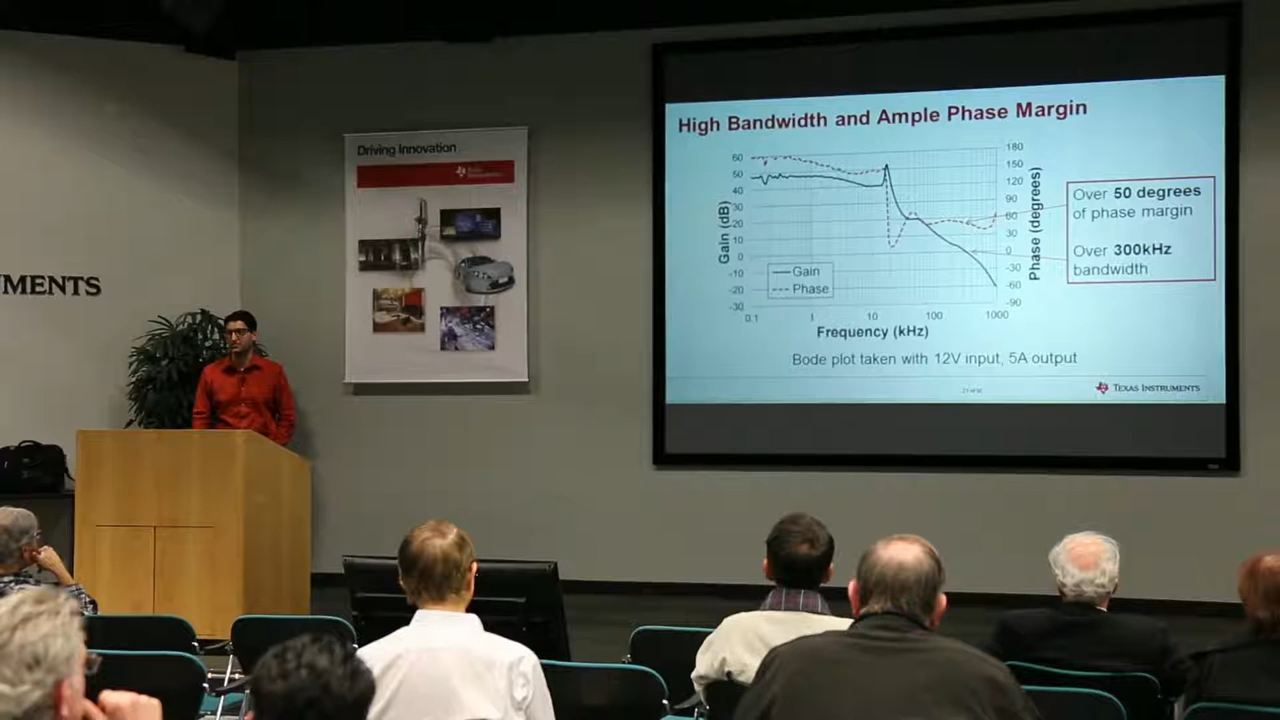 UMENTS
Driving Innovation
Texas
High Bandwidth and Ample Phase Margin
60
50
40
30
20
10
0
-10
-20
-30
Gain (dB)
Gain
Phase
0.1
1
10
100
1000
Frequency (kHz)
180
150
120
90
60
30
0
-30
-60
-90
Phase (degrees)
Over 50 degrees
of phase margin
Over 300kHz
bandwidth
Bode plot taken with 12V input, 5A output
TEXAS INSTRUMENTS